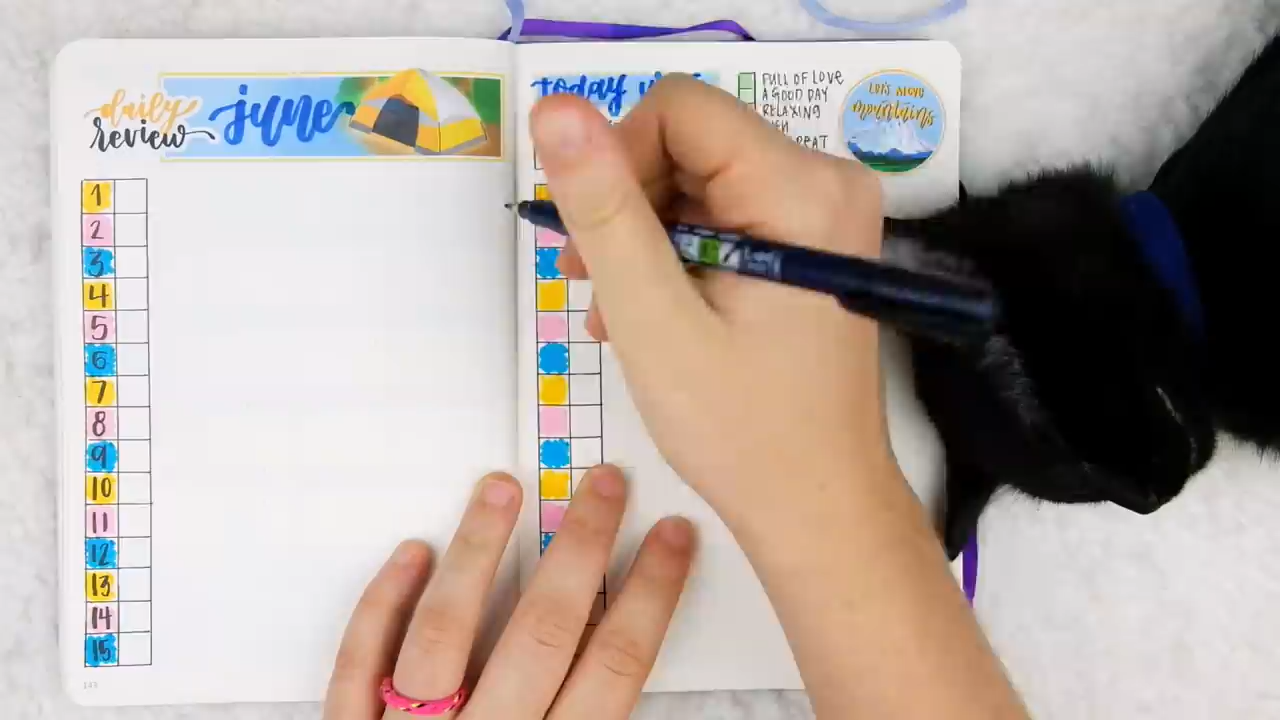 daily
review
june
1
2
3
4
5
6
7
8
9
10
11
12
13
14
15
143
today
FULL OF LOVE
A GOOD DAY
RELAXING
LET'S MOVE
mountains